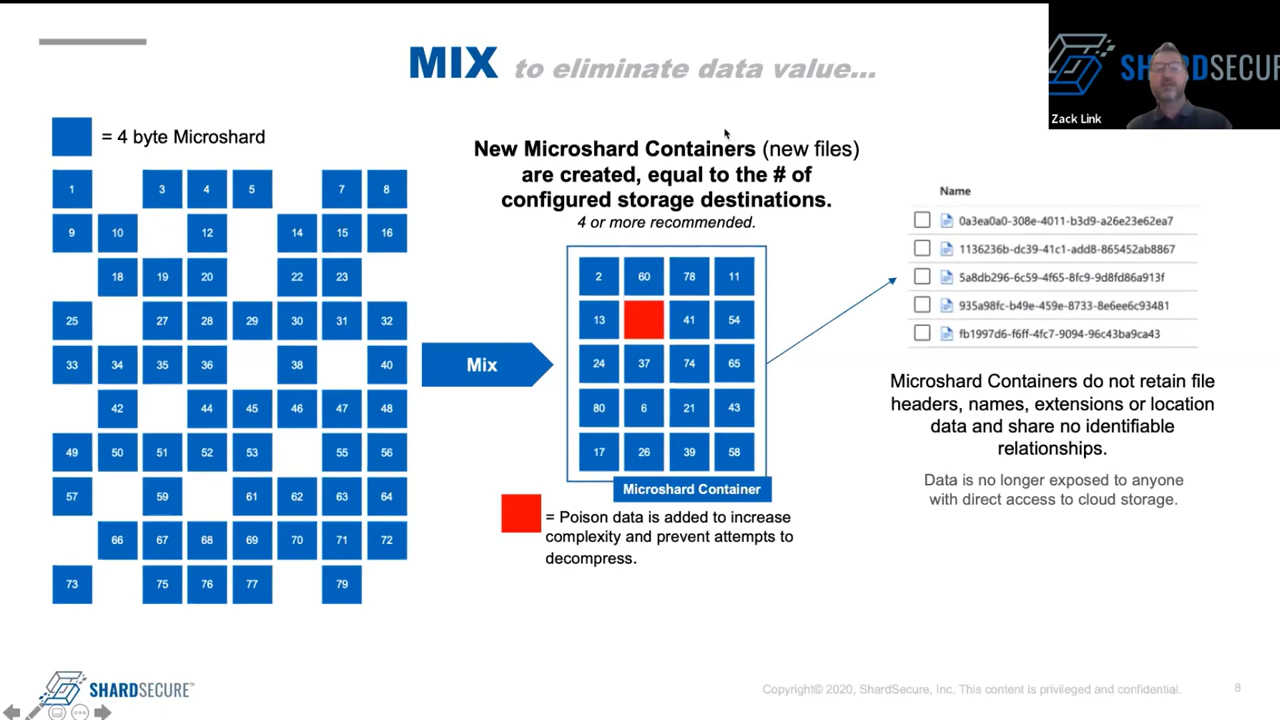 MIX to eliminate data value...
SHARDSECURE
Zack Link
= 4 byte Microshard
1 3 4 5 7 8
9 10 12 14 15 16
18 19 20 22 23
25 27 28 29 30 31 32
33 34 35 36 38 40
42 44 45 46 47 48
49 50 51 52 53 55 56
57 59 61 62 63 64
66 67 68 69 70 71 72
73 75 76 77 79
Mix
New Microshard Containers (new files)
are created, equal to the # of
configured storage destinations.
4 or more recommended.
2 60 78 11
13 41 54
24 37 74 65
80 6 21 43
17 26 39 58
Microshard Container
= Poison data is added to increase
complexity and prevent attempts to
decompress.
Name
0a3ea0a0-308e-4011-b3d9-a26e23e62ea7
1136236b-dc39-41c1-add8-865452ab8867
5a8db296-6c59-4f65-8fc9-9d8fd86a913f
935a98fc-b49e-459e-8733-8e6ee6c93481
fb1997d6-f6ff-4fc7-9094-96c43ba9ca43
Microshard Containers do not retain file
headers, names, extensions or location
data and share no identifiable
relationships.
Data is no longer exposed to anyone
with direct access to cloud storage.
SHARDSECURE™
Copyright© 2020, ShardSecure, Inc. This content is privileged and confidential.
8